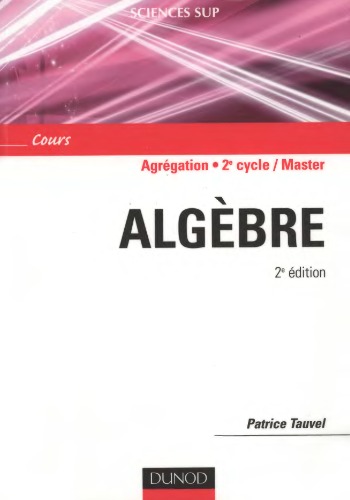 SCIENCES SUP
Cours
Agrégation • 2e cycle / Master
ALGÈBRE
2e édition
Patrice Tauvel
DUNOD